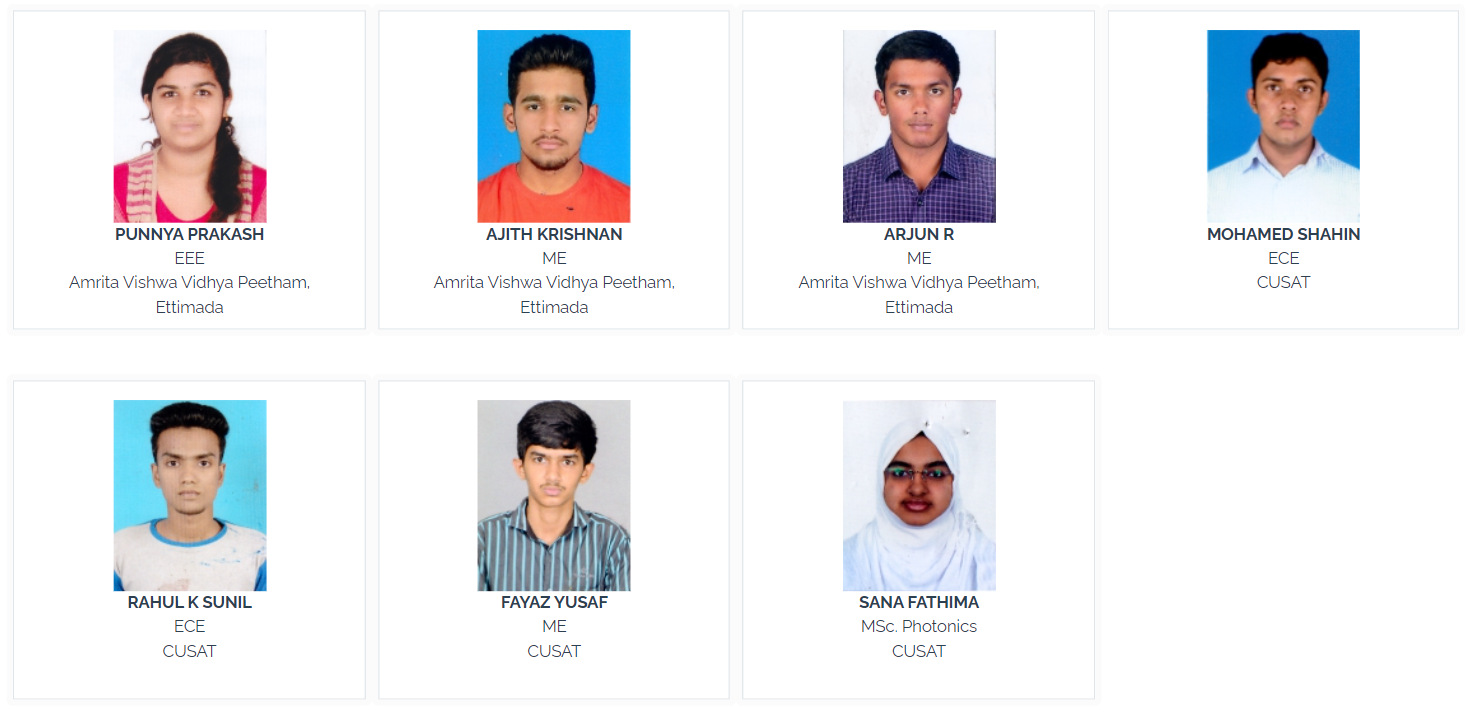 PUNNYA PRAKASH
EEE
Amrita Vishwa Vidhya Peetham,
Ettimada
AJITH KRISHNAN
ME
Amrita Vishwa Vidhya Peetham,
Ettimada
ARJUN R
ME
Amrita Vishwa Vidhya Peetham,
Ettimada
MOHAMED SHAHIN
ECE
CUSAT
RAHUL K SUNIL
ECE
CUSAT
FAYAZ YUSAF
ME
CUSAT
SANA FATHIMA
MSc. Photonics
CUSAT